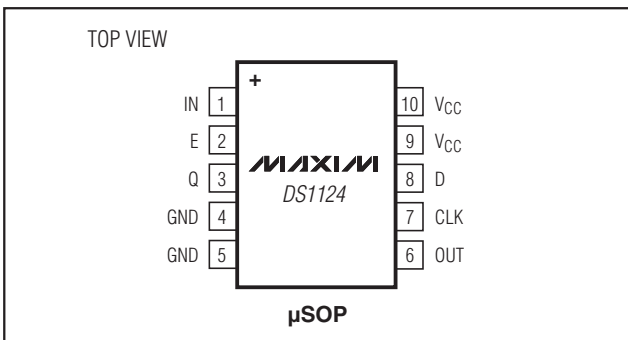 TOP VIEW
+
IN 1
10 VCC
E 2
9 VCC
MAXIM
Q 3
8 D
DS1124
GND 4
7 CLK
GND 5
6 OUT
µSOP